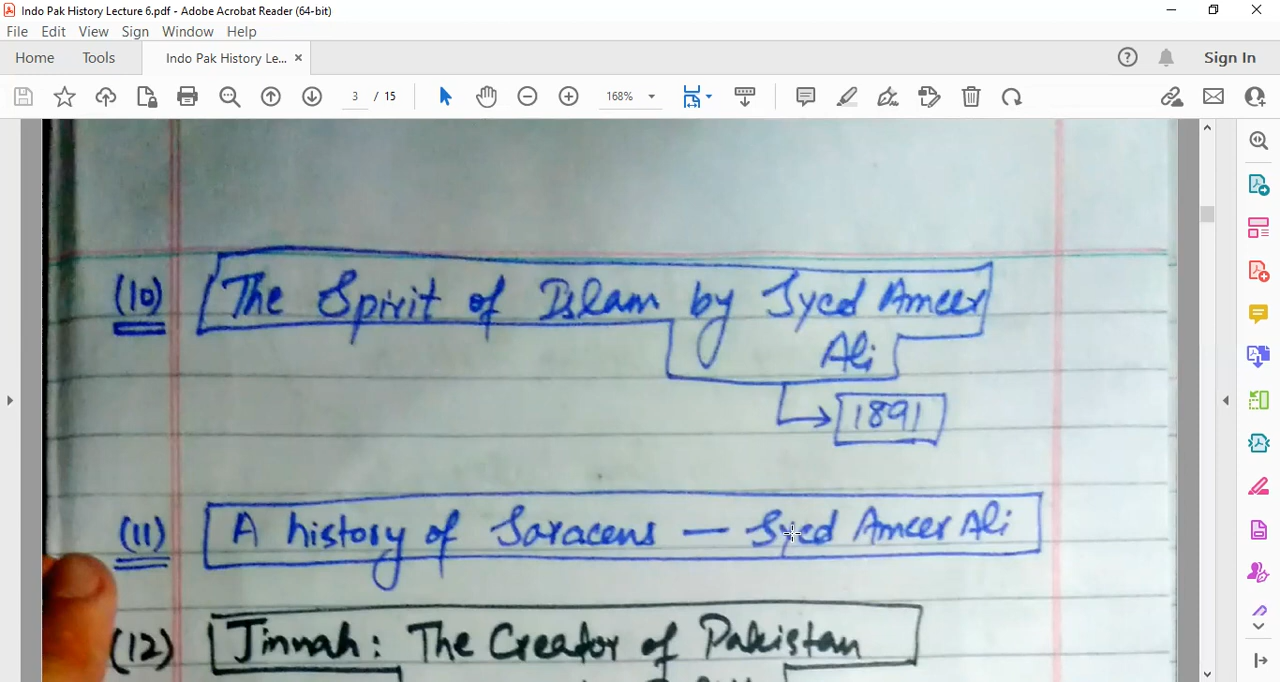 Indo Pak History Lecture 6.pdf - Adobe Acrobat Reader (64-bit)
File Edit View Sign Window Help
Home Tools Indo Pak History Le... × Sign In
3 / 15 168%
(10) The Spirit of Islam by Syed Ameer
Ali
1891
(11) A history of Saracens — Syed Ameer Ali
(12) Jinnah: The Creator of Pakistan